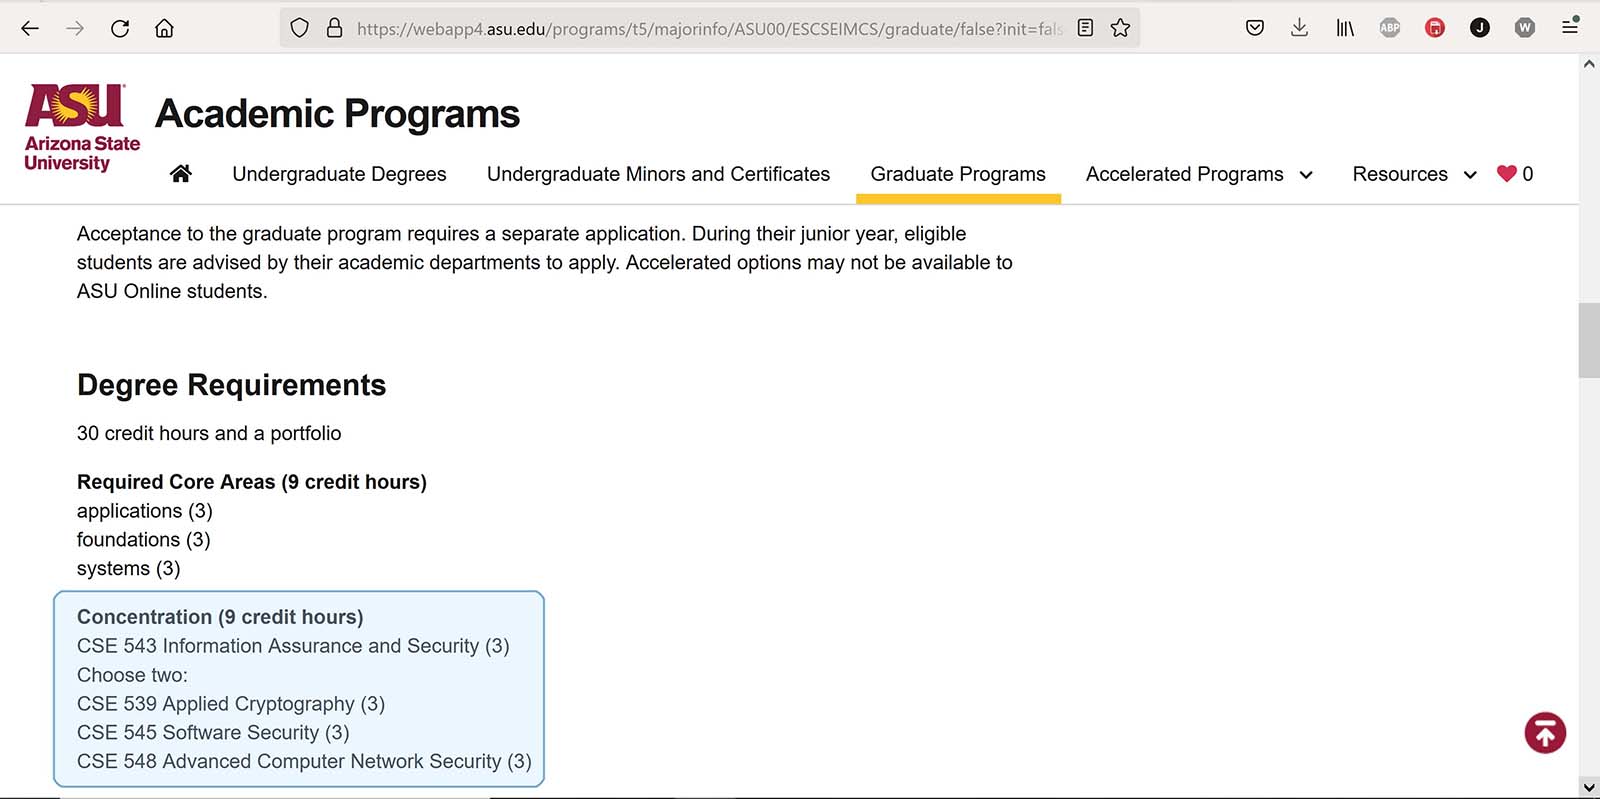 https://webapp4.asu.edu/programs/t5/majorinfo/ASU00/ESCSEIMCS/graduate/false?init=fals
ABP
J
W
ASU
Arizona State
University
Academic Programs
Undergraduate Degrees
Undergraduate Minors and Certificates
Graduate Programs
Accelerated Programs
Resources
0
Acceptance to the graduate program requires a separate application. During their junior year, eligible
students are advised by their academic departments to apply. Accelerated options may not be available to
ASU Online students.
Degree Requirements
30 credit hours and a portfolio
Required Core Areas (9 credit hours)
applications (3)
foundations (3)
systems (3)
Concentration (9 credit hours)
CSE 543 Information Assurance and Security (3)
Choose two:
CSE 539 Applied Cryptography (3)
CSE 545 Software Security (3)
CSE 548 Advanced Computer Network Security (3)